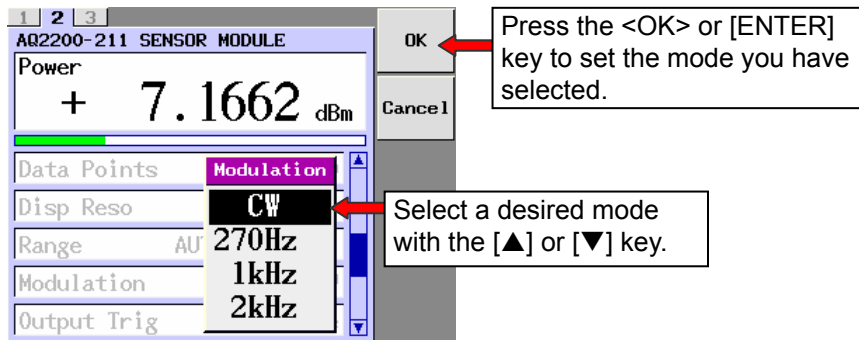 1 2 3
AQ2200-211 SENSOR MODULE
Power
+ 7.1662 dBm
OK
Cancel
Press the <OK> or [ENTER]
key to set the mode you have
selected.
Data Points
Disp Reso
Range AU
Modulation
Output Trig
Modulation
CW
270Hz
1kHz
2kHz
Select a desired mode
with the [▲] or [▼] key.